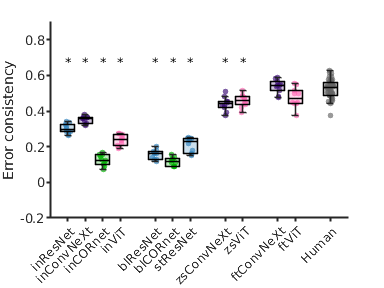 0.8
0.6
0.4
0.2
0
-0.2
Error consistency
* * * * * * * * *
inResNet
inConvNeXt
inCORnet
inViT
blResNet
blCORnet
stResNet
zsConvNeXt
zsViT
ftConvNeXt
ftViT
Human